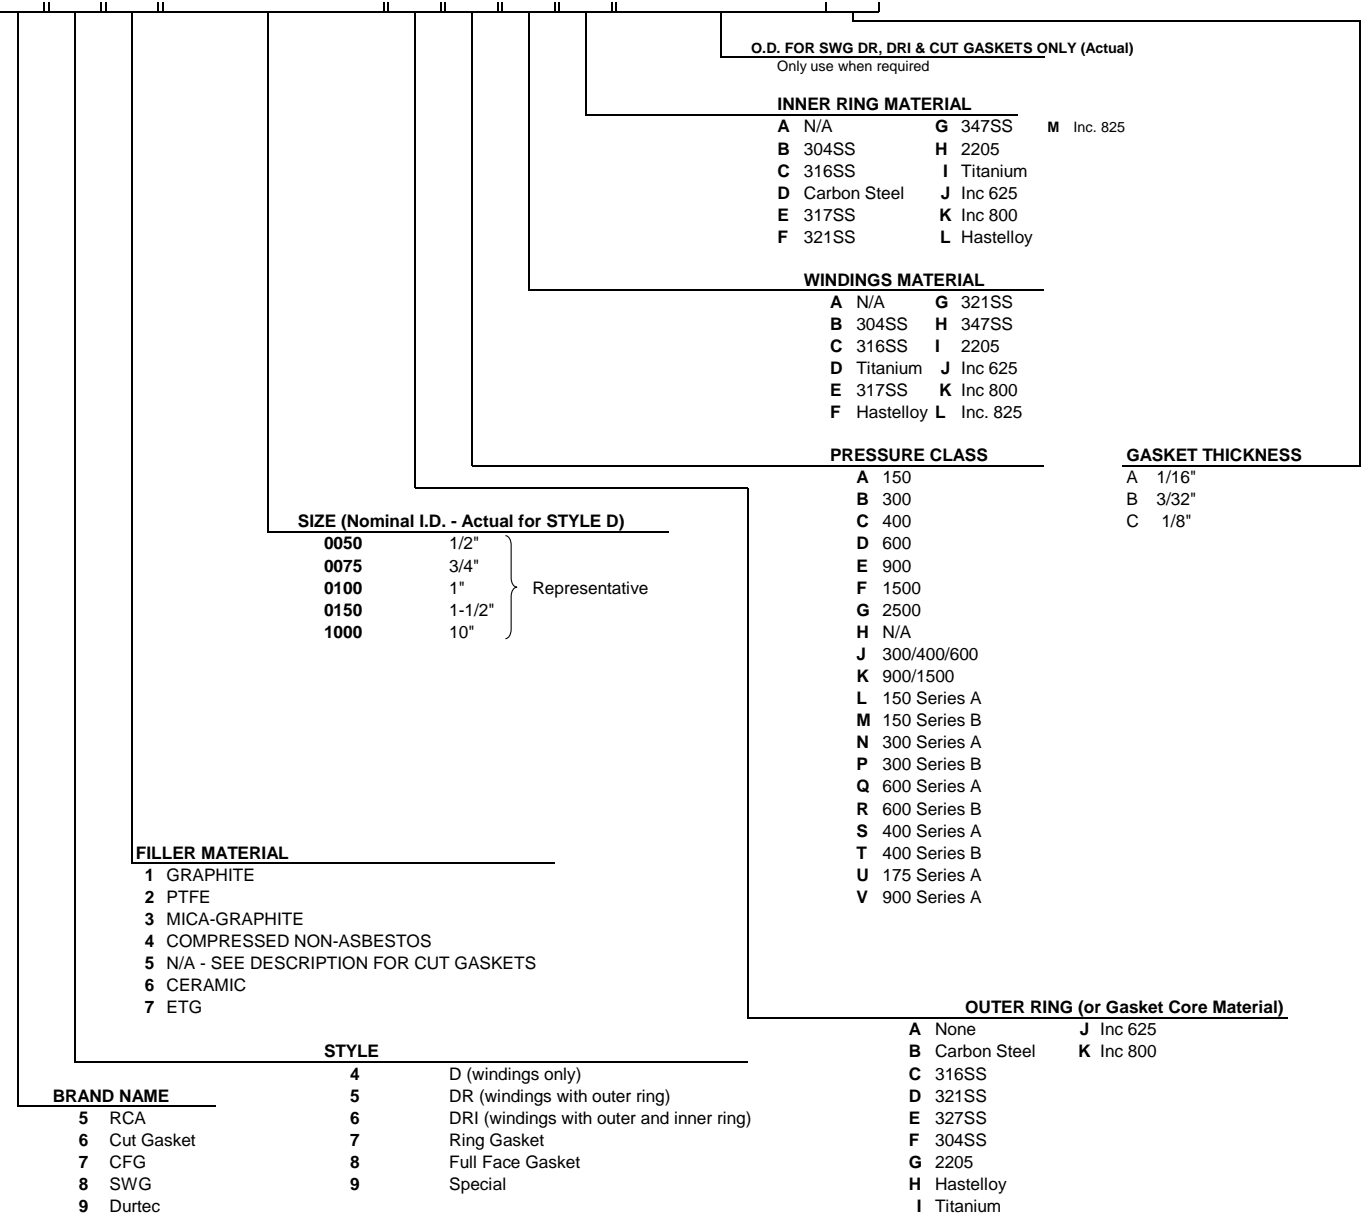 O.D. FOR SWG DR, DRI & CUT GASKETS ONLY (Actual)
Only use when required
INNER RING MATERIAL
A N/A G 347SS M Inc. 825
B 304SS H 2205
C 316SS I Titanium
D Carbon Steel J Inc 625
E 317SS K Inc 800
F 321SS L Hastelloy
WINDINGS MATERIAL
A N/A G 321SS
B 304SS H 347SS
C 316SS I 2205
D Titanium J Inc 625
E 317SS K Inc 800
F Hastelloy L Inc. 825
PRESSURE CLASS
A 150
B 300
C 400
D 600
E 900
F 1500
G 2500
H N/A
J 300/400/600
K 900/1500
L 150 Series A
M 150 Series B
N 300 Series A
P 300 Series B
Q 600 Series A
R 600 Series B
S 400 Series A
T 400 Series B
U 175 Series A
V 900 Series A
GASKET THICKNESS
A 1/16"
B 3/32"
C 1/8"
SIZE (Nominal I.D. - Actual for STYLE D)
0050 1/2"
0075 3/4"
0100 1" Representative
0150 1-1/2"
1000 10"
FILLER MATERIAL
1 GRAPHITE
2 PTFE
3 MICA-GRAPHITE
4 COMPRESSED NON-ASBESTOS
5 N/A - SEE DESCRIPTION FOR CUT GASKETS
6 CERAMIC
7 ETG
OUTER RING (or Gasket Core Material)
A None J Inc 625
B Carbon Steel K Inc 800
C 316SS
D 321SS
E 327SS
F 304SS
G 2205
H Hastelloy
I Titanium
STYLE
4 D (windings only)
5 DR (windings with outer ring)
6 DRI (windings with outer and inner ring)
7 Ring Gasket
8 Full Face Gasket
9 Special
BRAND NAME
5 RCA
6 Cut Gasket
7 CFG
8 SWG
9 Durtec